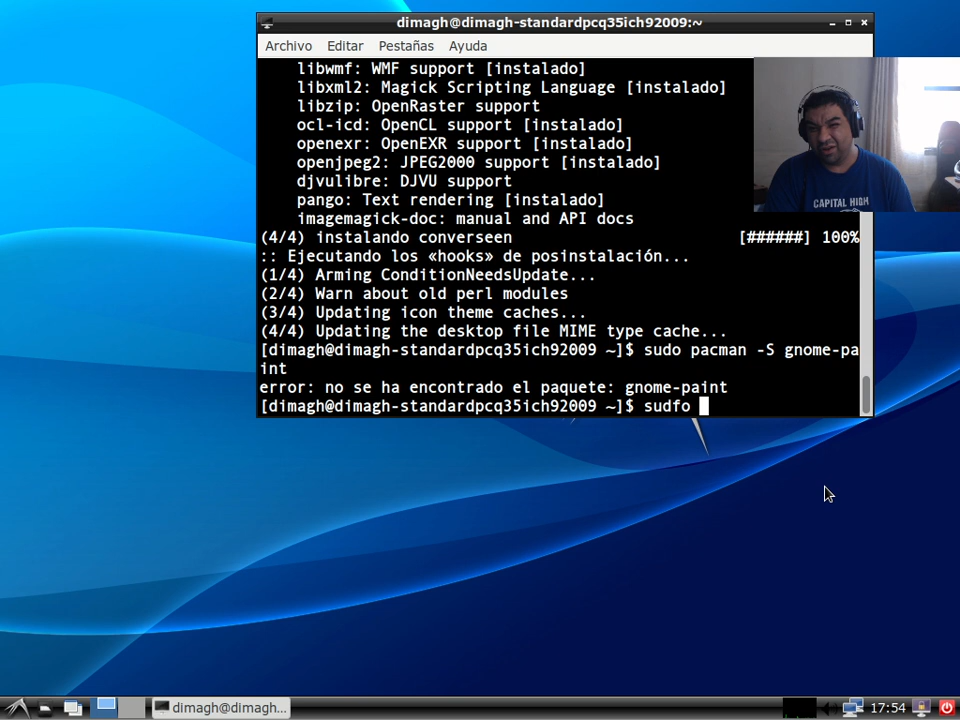 dimagh@dimagh-standardpcq35ich92009:~
Archivo Editar Pestañas Ayuda
libwmf: WMF support [instalado]
libxml2: Magick Scripting Language [instalado]
libzip: OpenRaster support
ocl-icd: OpenCL support [instalado]
openexr: OpenEXR support [instalado]
openjpeg2: JPEG2000 support [instalado]
djvulibre: DJVU support
pango: Text rendering [instalado]
imagemagick-doc: manual and API docs
(4/4) instalando converseen [######] 100%
:: Ejecutando los «hooks» de posinstalación...
(1/4) Arming ConditionNeedsUpdate...
(2/4) Warn about old perl modules
(3/4) Updating icon theme caches...
(4/4) Updating the desktop file MIME type cache...
[dimagh@dimagh-standardpcq35ich92009 ~]$ sudo pacman -S gnome-pa
int
error: no se ha encontrado el paquete: gnome-paint
[dimagh@dimagh-standardpcq35ich92009 ~]$ sudfo
CAPITAL HIGH
dimagh@dimagh...
17:54